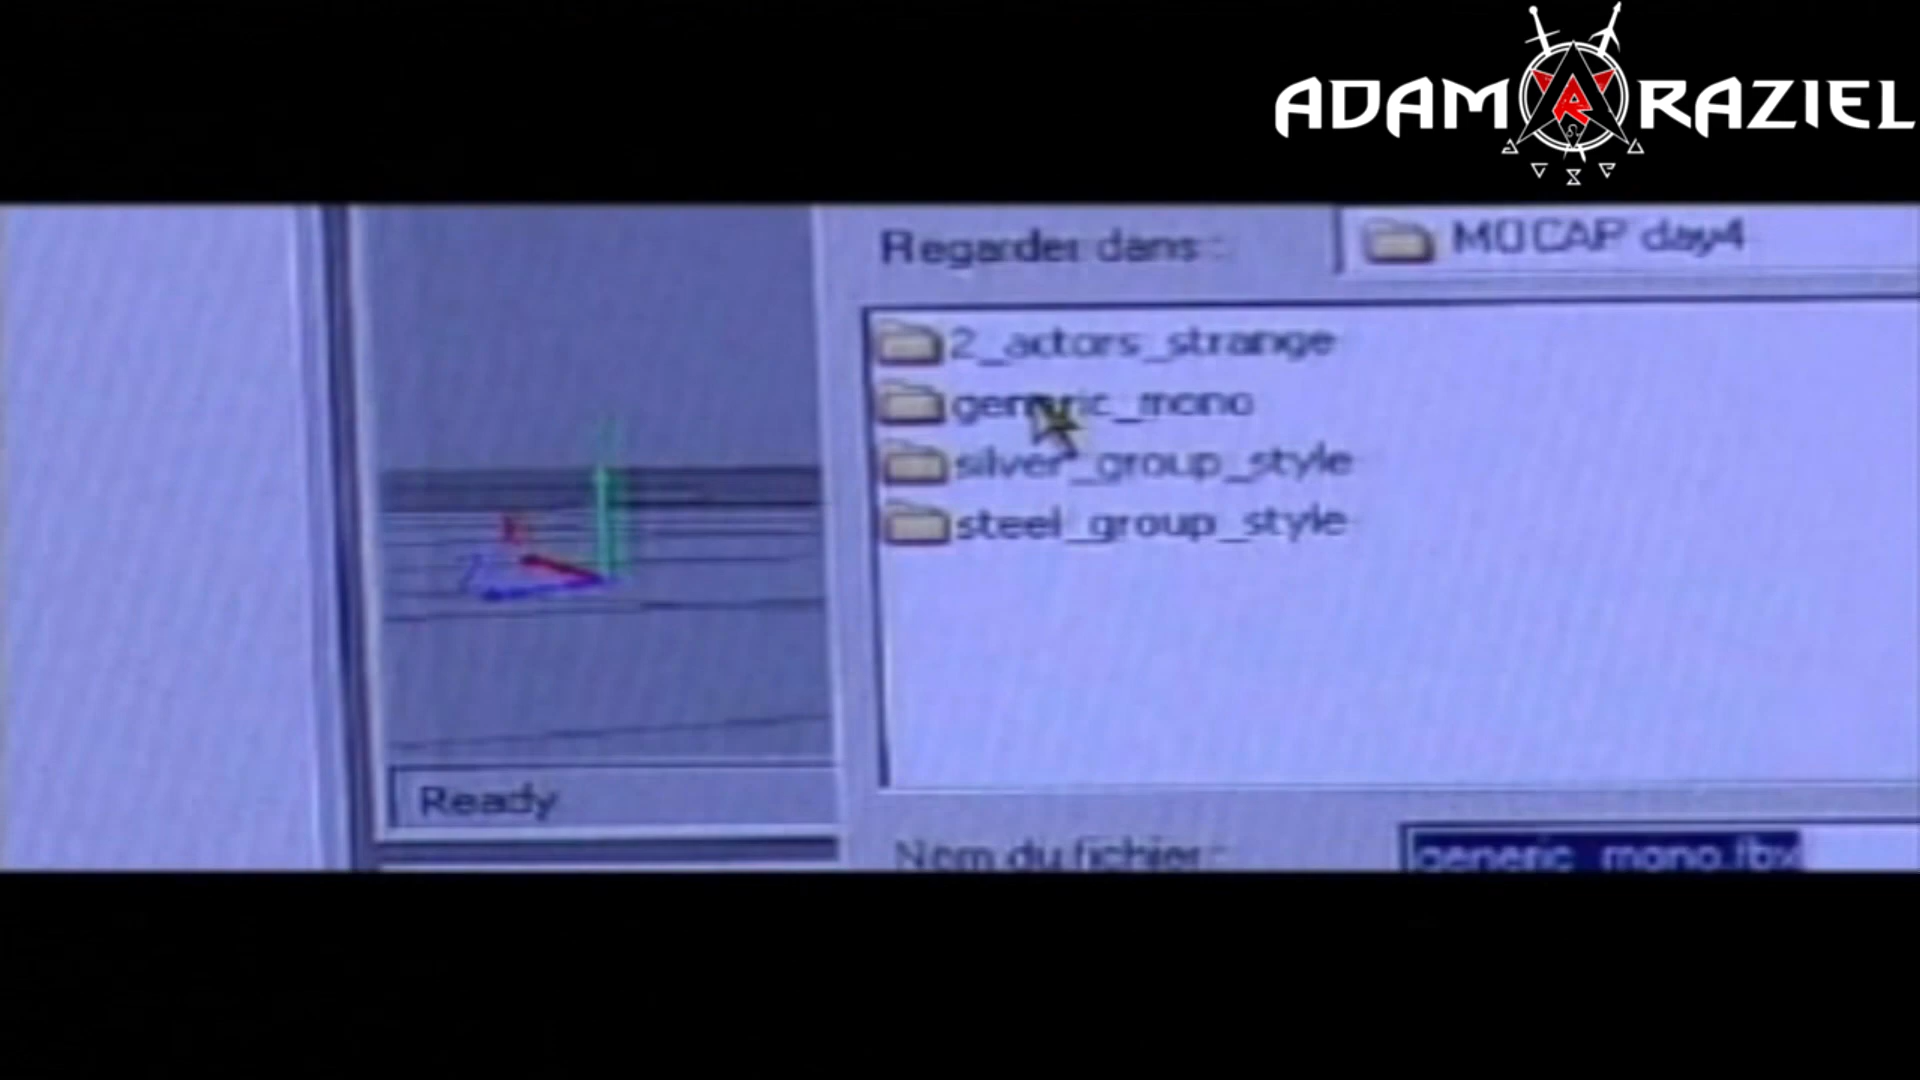 ADAM RAZIEL
Regarder dans :
MOCAP day4
2_actors_strange
generic_mono
silver_group_style
steel_group_style
Ready
Nom du fichier :
generic_mono.fbx